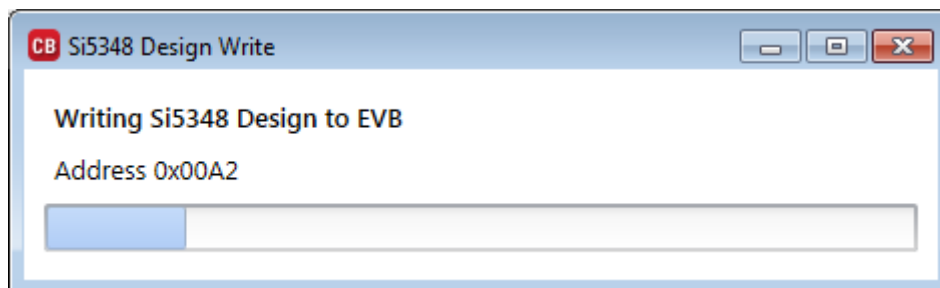 CB Si5348 Design Write
Writing Si5348 Design to EVB
Address 0x00A2